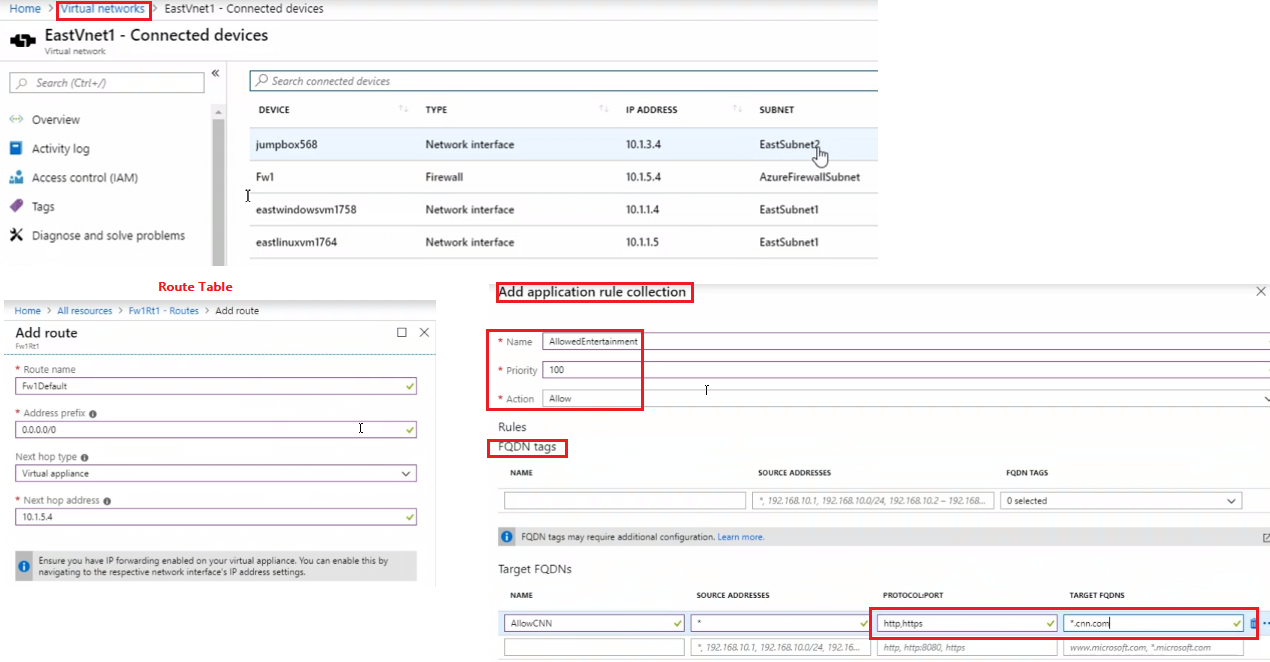 Home > Virtual networks > EastVnet1 - Connected devices
EastVnet1 - Connected devices
Virtual network
Search (Ctrl+/)
«
Overview
Activity log
Access control (IAM)
Tags
Diagnose and solve problems
Search connected devices
DEVICE TYPE IP ADDRESS SUBNET
jumpbox568 Network interface 10.1.3.4 EastSubnet2
Fw1 Firewall 10.1.5.4 AzureFirewallSubnet
eastwindowsvm1758 Network interface 10.1.1.4 EastSubnet1
eastlinuxvm1764 Network interface 10.1.1.5 EastSubnet1
Route Table
Home > All resources > Fw1Rt1 - Routes > Add route
Add route
Fw1Rt1
* Route name
Fw1Default
* Address prefix
0.0.0.0/0
Next hop type
Virtual appliance
* Next hop address
10.1.5.4
Ensure you have IP forwarding enabled on your virtual appliance. You can enable this by
navigating to the respective network interface's IP address settings.
Add application rule collection
* Name AllowedEntertainment
* Priority 100
* Action Allow
Rules
FQDN tags
NAME SOURCE ADDRESSES FQDN TAGS
*, 192.168.10.1, 192.168.10.0/24, 192.168.10.2 – 192.168... 0 selected
FQDN tags may require additional configuration. Learn more.
Target FQDNs
NAME SOURCE ADDRESSES PROTOCOL:PORT TARGET FQDNS
AllowCNN * http,https *.cnn.com
*, 192.168.10.1, 192.168.10.0/24, 192.16... http, http:8080, https www.microsoft.com, *.microsoft.com